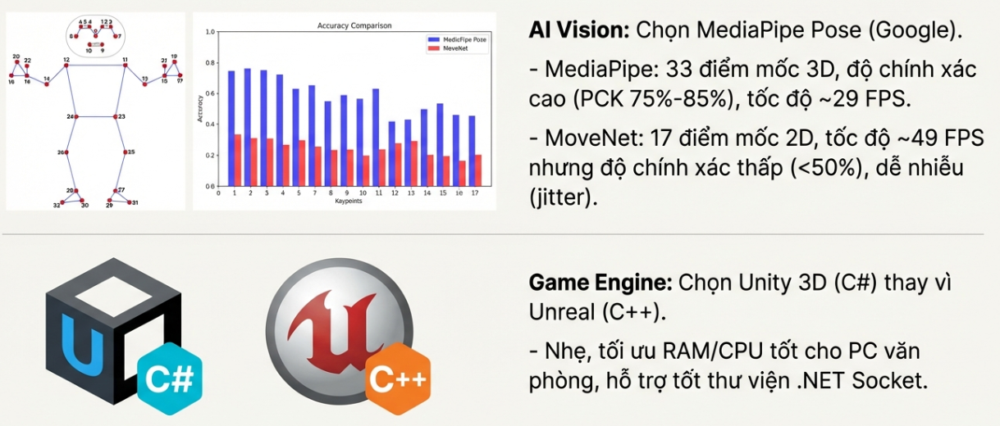 Accuracy Comparison
MedicFipe Pose
NeveNet
Accuracy
1.0
0.8
0.6
0.4
0.2
0.6
0 1 2 3 4 5 7 8 9 10 11 12 13 14 15 16 17
Kaypeints
20 22 16 16 14 12 11 13 21 19 15 17
4 5 4 1 2 3
8 0 7
10 9
24 23
26 25
28 27
32 30 29 31
AI Vision: Chọn MediaPipe Pose (Google).
- MediaPipe: 33 điểm mốc 3D, độ chính xác
cao (PCK 75%-85%), tốc độ ~29 FPS.
- MoveNet: 17 điểm mốc 2D, tốc độ ~49 FPS
nhưng độ chính xác thấp (<50%), dễ nhiễu
(jitter).
U
C#
u
C++
Game Engine: Chọn Unity 3D (C#) thay vì
Unreal (C++).
- Nhẹ, tối ưu RAM/CPU tốt cho PC văn
phòng, hỗ trợ tốt thư viện .NET Socket.